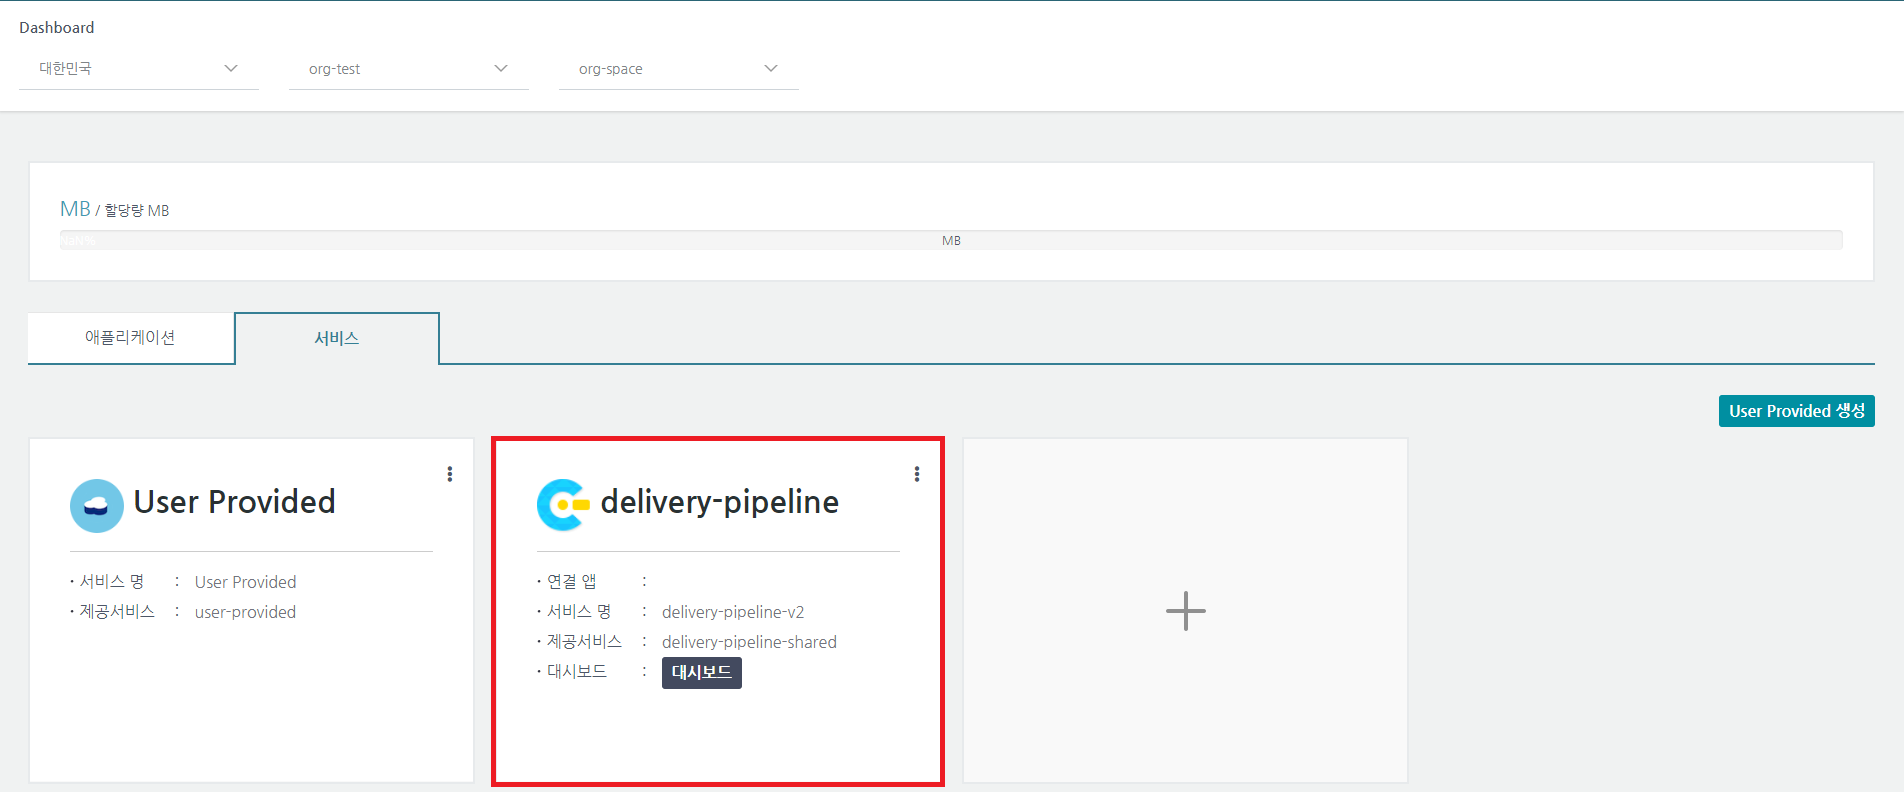 Dashboard
대한민국 org-test org-space
MB / 할당량 MB
NaN% MB
애플리케이션 서비스
User Provided 생성
User Provided
· 서비스 명 : User Provided
· 제공서비스 : user-provided
delivery-pipeline
· 연결 앱 :
· 서비스 명 : delivery-pipeline-v2
· 제공서비스 : delivery-pipeline-shared
· 대시보드 : 대시보드